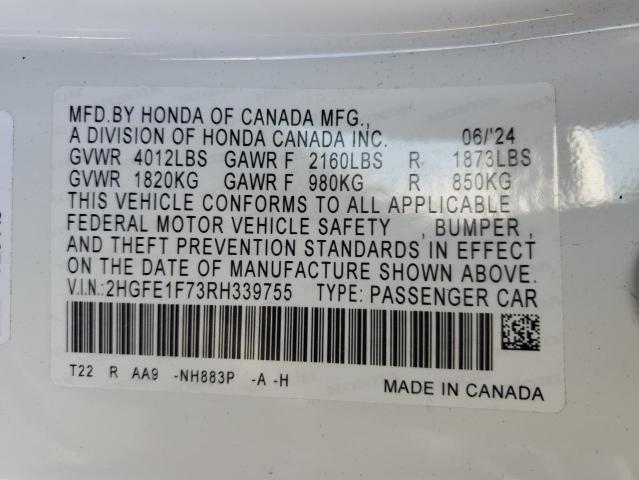 MFD.BY HONDA OF CANADA MFG.,
A DIVISION OF HONDA CANADA INC. 06/'24
GVWR 4012LBS GAWR F 2160LBS R 1873LBS
GVWR 1820KG GAWR F 980KG R 850KG
THIS VEHICLE CONFORMS TO ALL APPLICABLE
FEDERAL MOTOR VEHICLE SAFETY , BUMPER ,
AND THEFT PREVENTION STANDARDS IN EFFECT
ON THE DATE OF MANUFACTURE SHOWN ABOVE.
V.I.N.:2HGFE1F73RH339755 TYPE:PASSENGER CAR
T22 R AA9 -NH883P -A -H
MADE IN CANADA